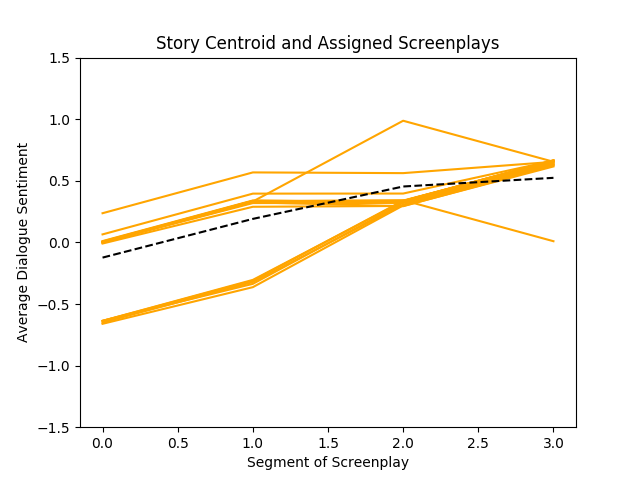 Story Centroid and Assigned Screenplays
1.5
1.0
0.5
0.0
−0.5
−1.0
−1.5
Average Dialogue Sentiment
0.0 0.5 1.0 1.5 2.0 2.5 3.0
Segment of Screenplay